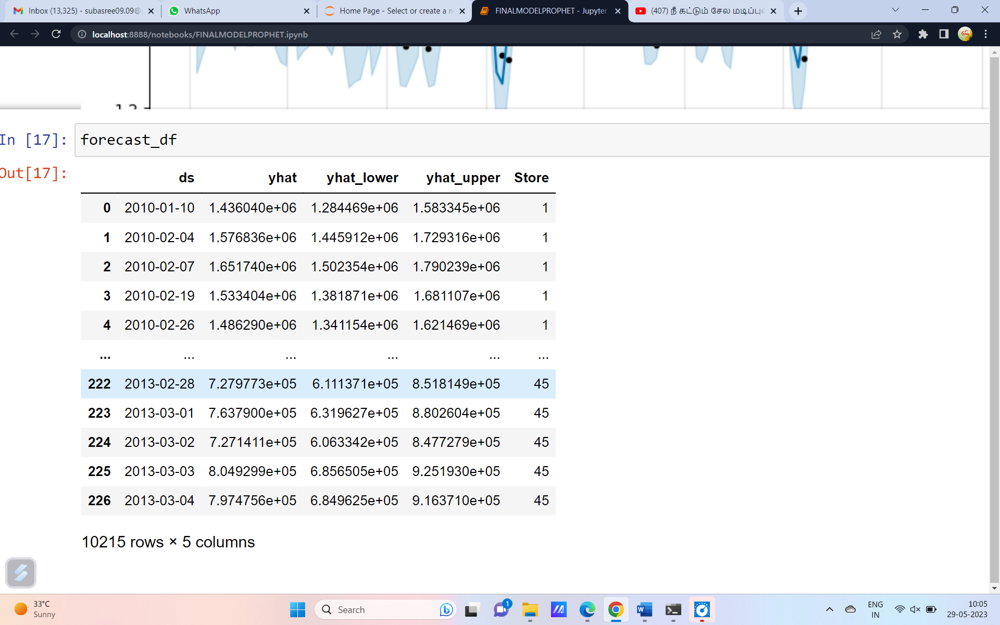 Inbox (13,325) - subasree09.09@
WhatsApp
Home Page - Select or create a n
FINALMODELPROPHET - Jupyter
(407) நீ கட்டும் சேல மடிப்புல
localhost:8888/notebooks/FINALMODELPROPHET.ipynb
1.2
In [17]: forecast_df
Out[17]:
ds yhat yhat_lower yhat_upper Store
0 2010-01-10 1.436040e+06 1.284469e+06 1.583345e+06 1
1 2010-02-04 1.576836e+06 1.445912e+06 1.729316e+06 1
2 2010-02-07 1.651740e+06 1.502354e+06 1.790239e+06 1
3 2010-02-19 1.533404e+06 1.381871e+06 1.681107e+06 1
4 2010-02-26 1.486290e+06 1.341154e+06 1.621469e+06 1
... ... ... ... ... ...
222 2013-02-28 7.279773e+05 6.111371e+05 8.518149e+05 45
223 2013-03-01 7.637900e+05 6.319627e+05 8.802604e+05 45
224 2013-03-02 7.271411e+05 6.063342e+05 8.477279e+05 45
225 2013-03-03 8.049299e+05 6.856505e+05 9.251930e+05 45
226 2013-03-04 7.974756e+05 6.849625e+05 9.163710e+05 45
10215 rows × 5 columns
33°C
Sunny
Search
1
ENG
IN
10:05
29-05-2023